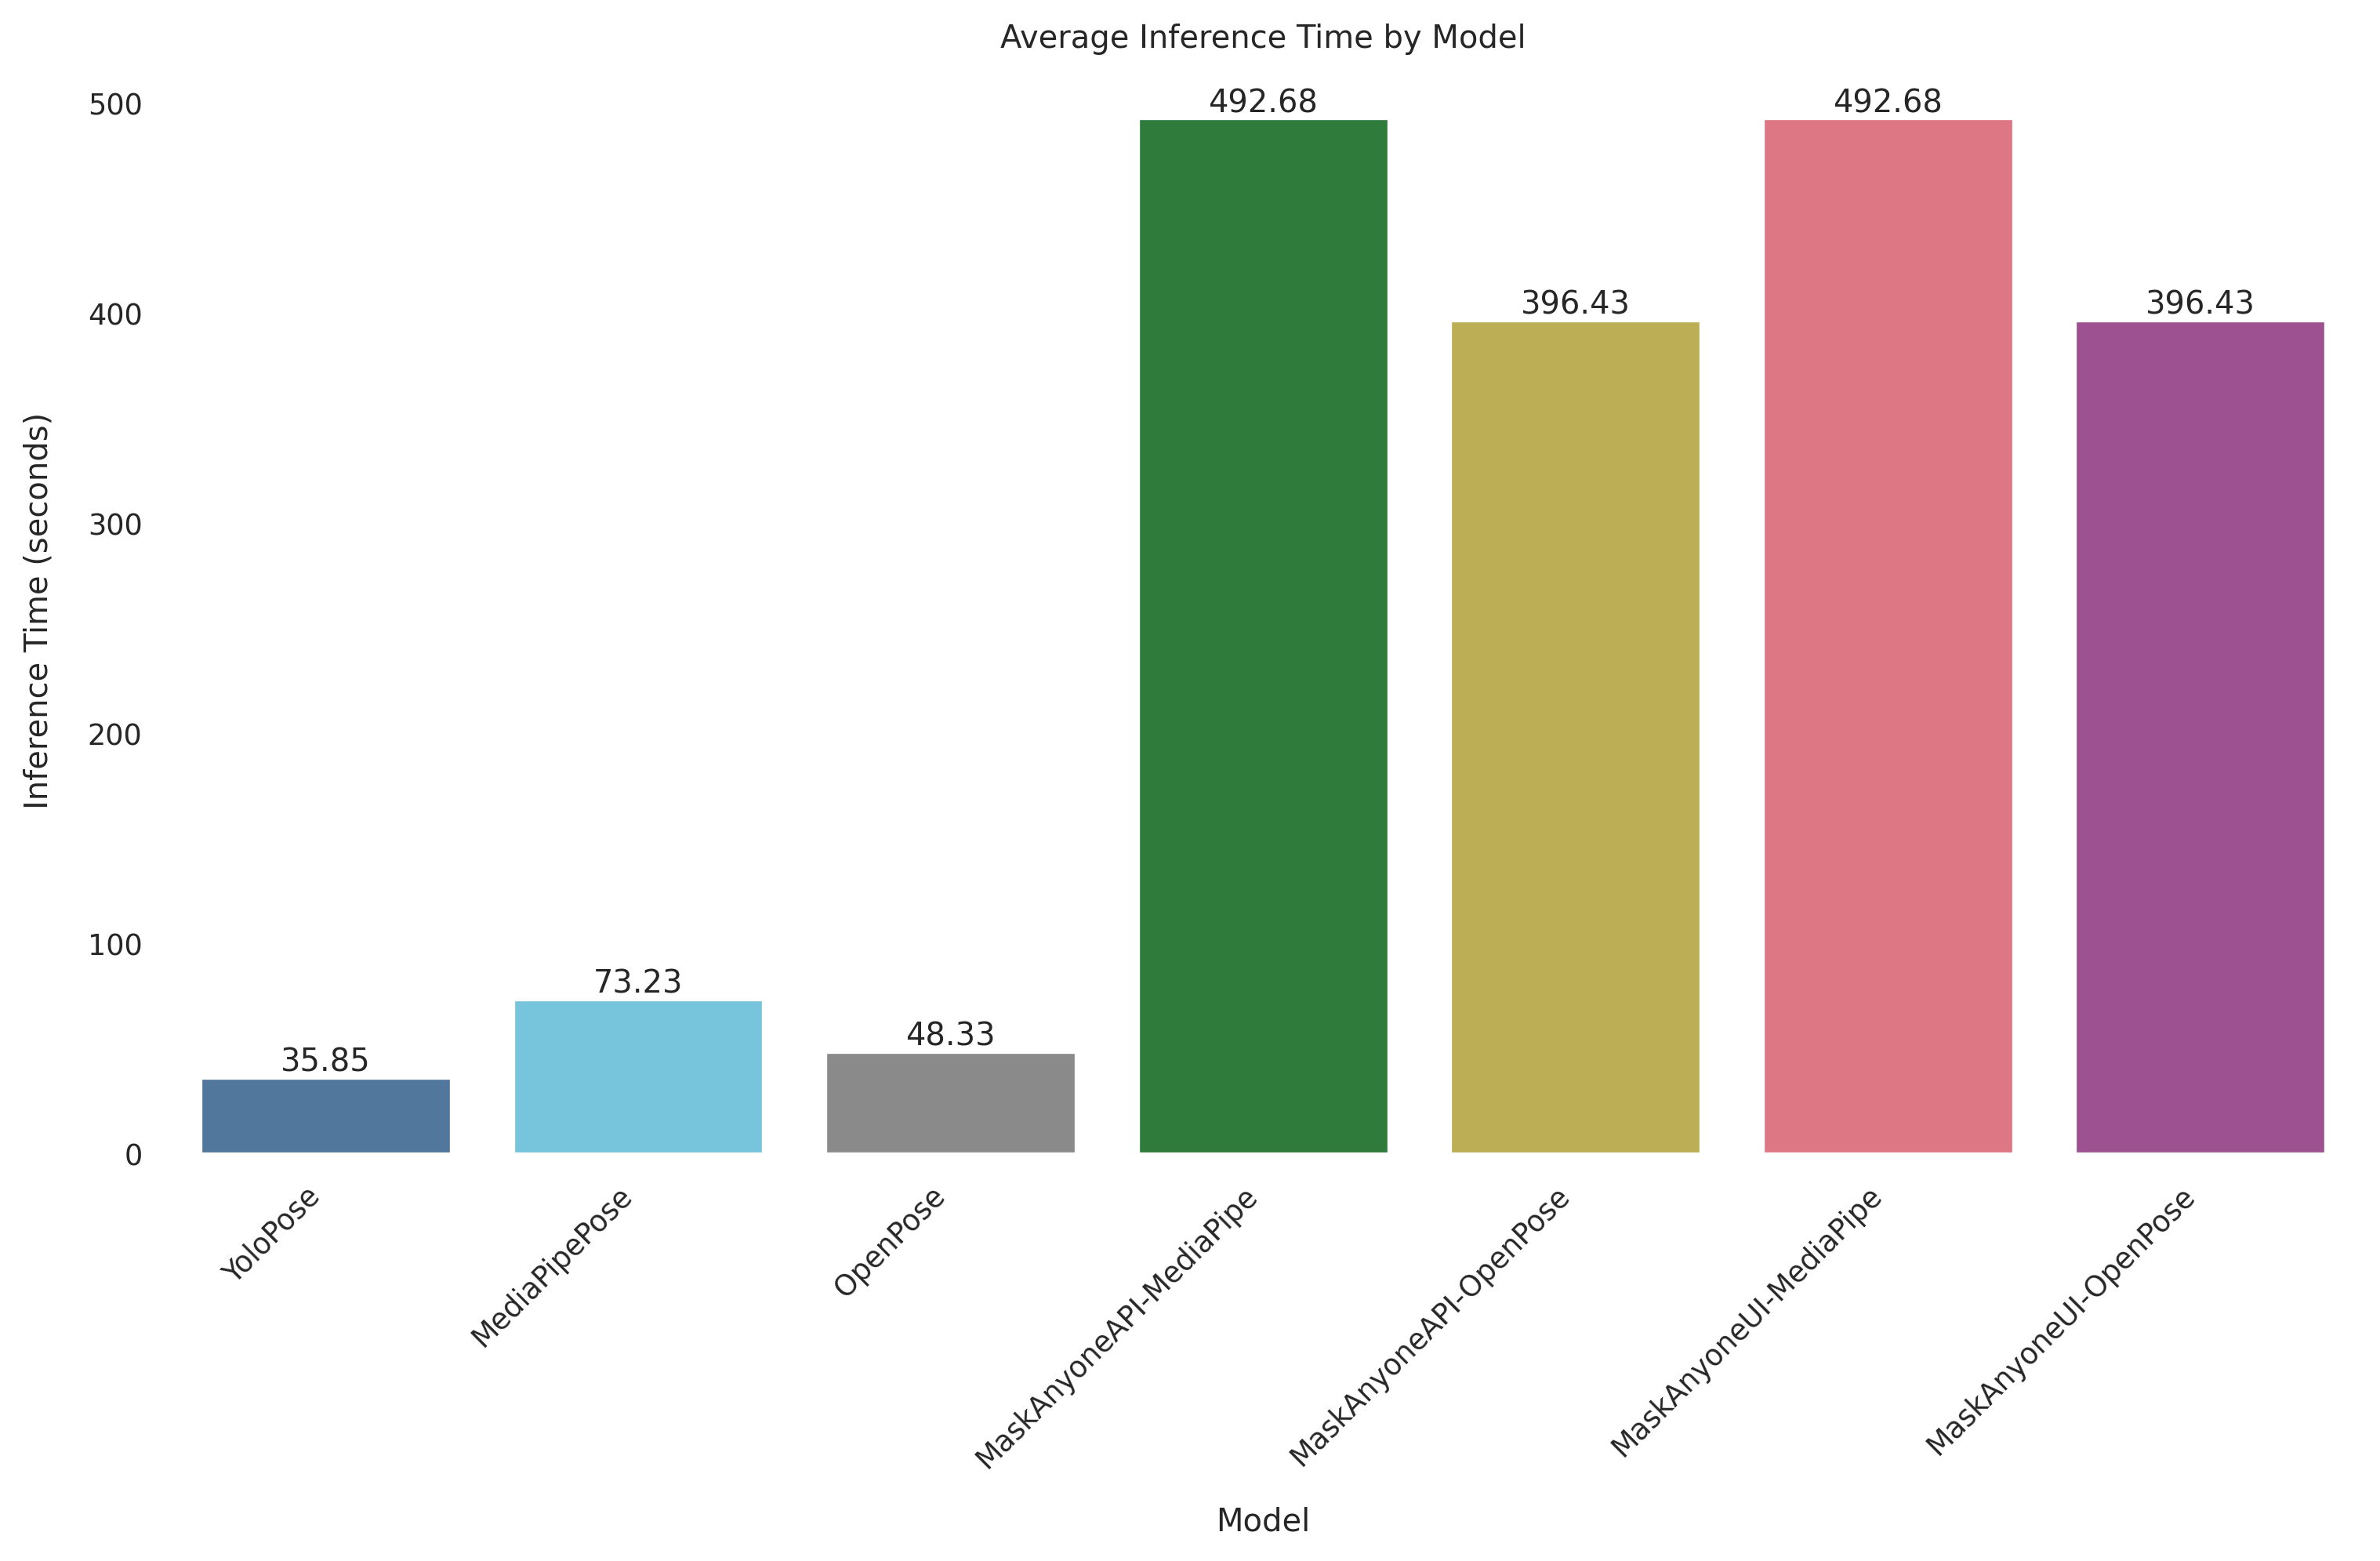 Average Inference Time by Model
Inference Time (seconds)
500
400
300
200
100
0
35.85
73.23
48.33
492.68
396.43
492.68
396.43
YoloPose
MediaPipePose
OpenPose
MaskAnyoneAPI-MediaPipe
MaskAnyoneAPI-OpenPose
MaskAnyoneUI-MediaPipe
MaskAnyoneUI-OpenPose
Model